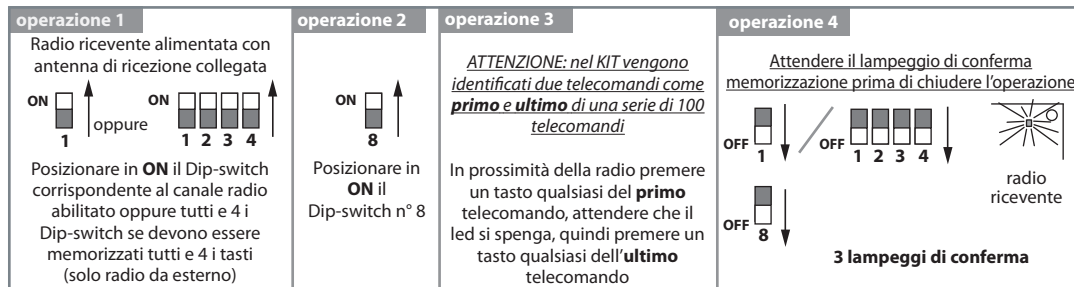 operazione 1
Radio ricevente alimentata con
antenna di ricezione collegata
ON
1
oppure
ON
1 2 3 4
Posizionare in ON il Dip-switch
corrispondente al canale radio
abilitato oppure tutti e 4 i
Dip-switch se devono essere
memorizzati tutti e 4 i tasti
(solo radio da esterno)
operazione 2
ON
8
Posizionare in
ON il
Dip-switch n° 8
operazione 3
ATTENZIONE: nel KIT vengono
identificati due telecomandi come
primo e ultimo di una serie di 100
telecomandi
In prossimità della radio premere
un tasto qualsiasi del primo
telecomando, attendere che il
led si spenga, quindi premere un
tasto qualsiasi dell'ultimo
telecomando
operazione 4
Attendere il lampeggio di conferma
memorizzazione prima di chiudere l'operazione
OFF
1
OFF
1 2 3 4
radio
ricevente
OFF
8
3 lampeggi di conferma